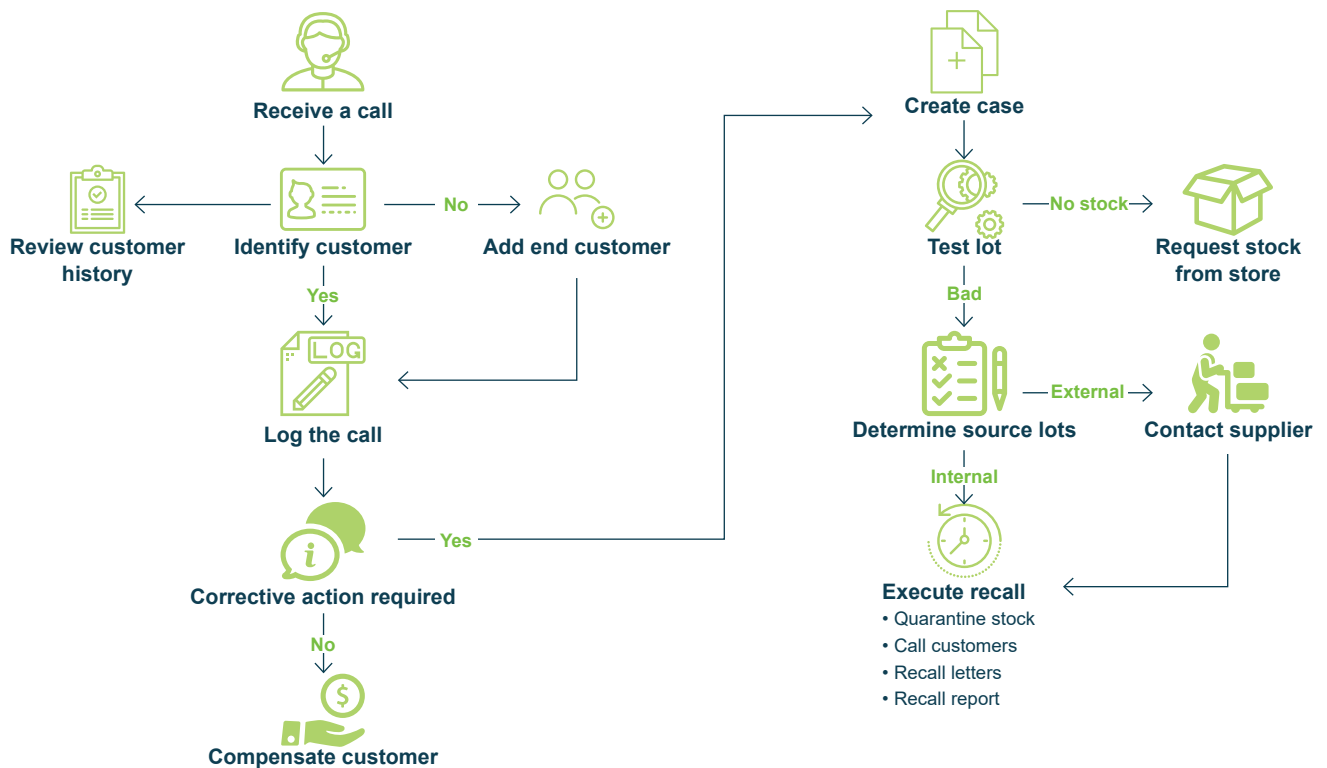 Receive a call
Review customer
history
Identify customer
No
Add end customer
Yes
LOG
Log the call
i
Corrective action required
Yes
No
$
Compensate customer
Create case
Test lot
No stock
Request stock
from store
Bad
Determine source lots
External
Contact supplier
Internal
Execute recall
• Quarantine stock
• Call customers
• Recall letters
• Recall report